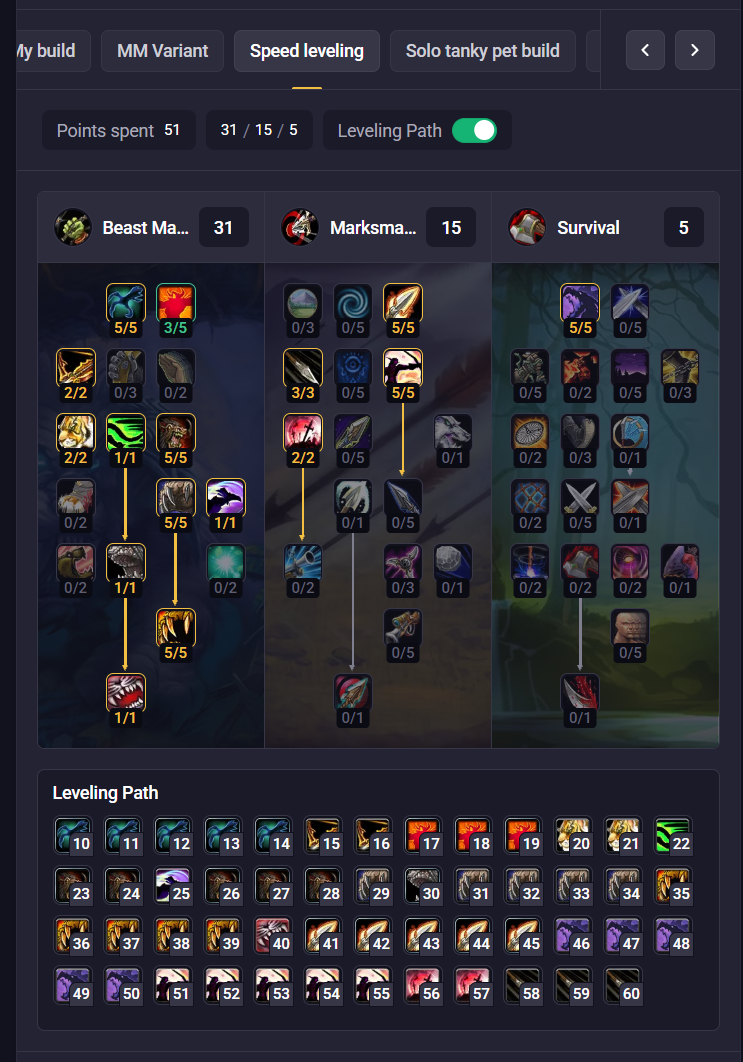 My build MM Variant Speed leveling Solo tanky pet build
Points spent 51 31 / 15 / 5 Leveling Path
Beast Ma... 31 Marksma... 15 Survival 5
5/5 3/5 0/3 0/5 5/5 5/5 0/5
2/2 0/3 0/2 3/3 0/5 5/5 0/5 0/2 0/5 0/3
2/2 1/1 5/5 2/2 0/5 0/1 0/2 0/3 0/1
0/2 5/5 1/1 0/1 0/5 0/2 0/5 0/1
0/2 1/1 0/2 0/2 0/3 0/1 0/2 0/2 0/2 0/1
5/5 0/5 0/5
1/1 0/1 0/1
Leveling Path
10 11 12 13 14 15 16 17 18 19 20 21 22
23 24 25 26 27 28 29 30 31 32 33 34 35
36 37 38 39 40 41 42 43 44 45 46 47 48
49 50 51 52 53 54 55 56 57 58 59 60